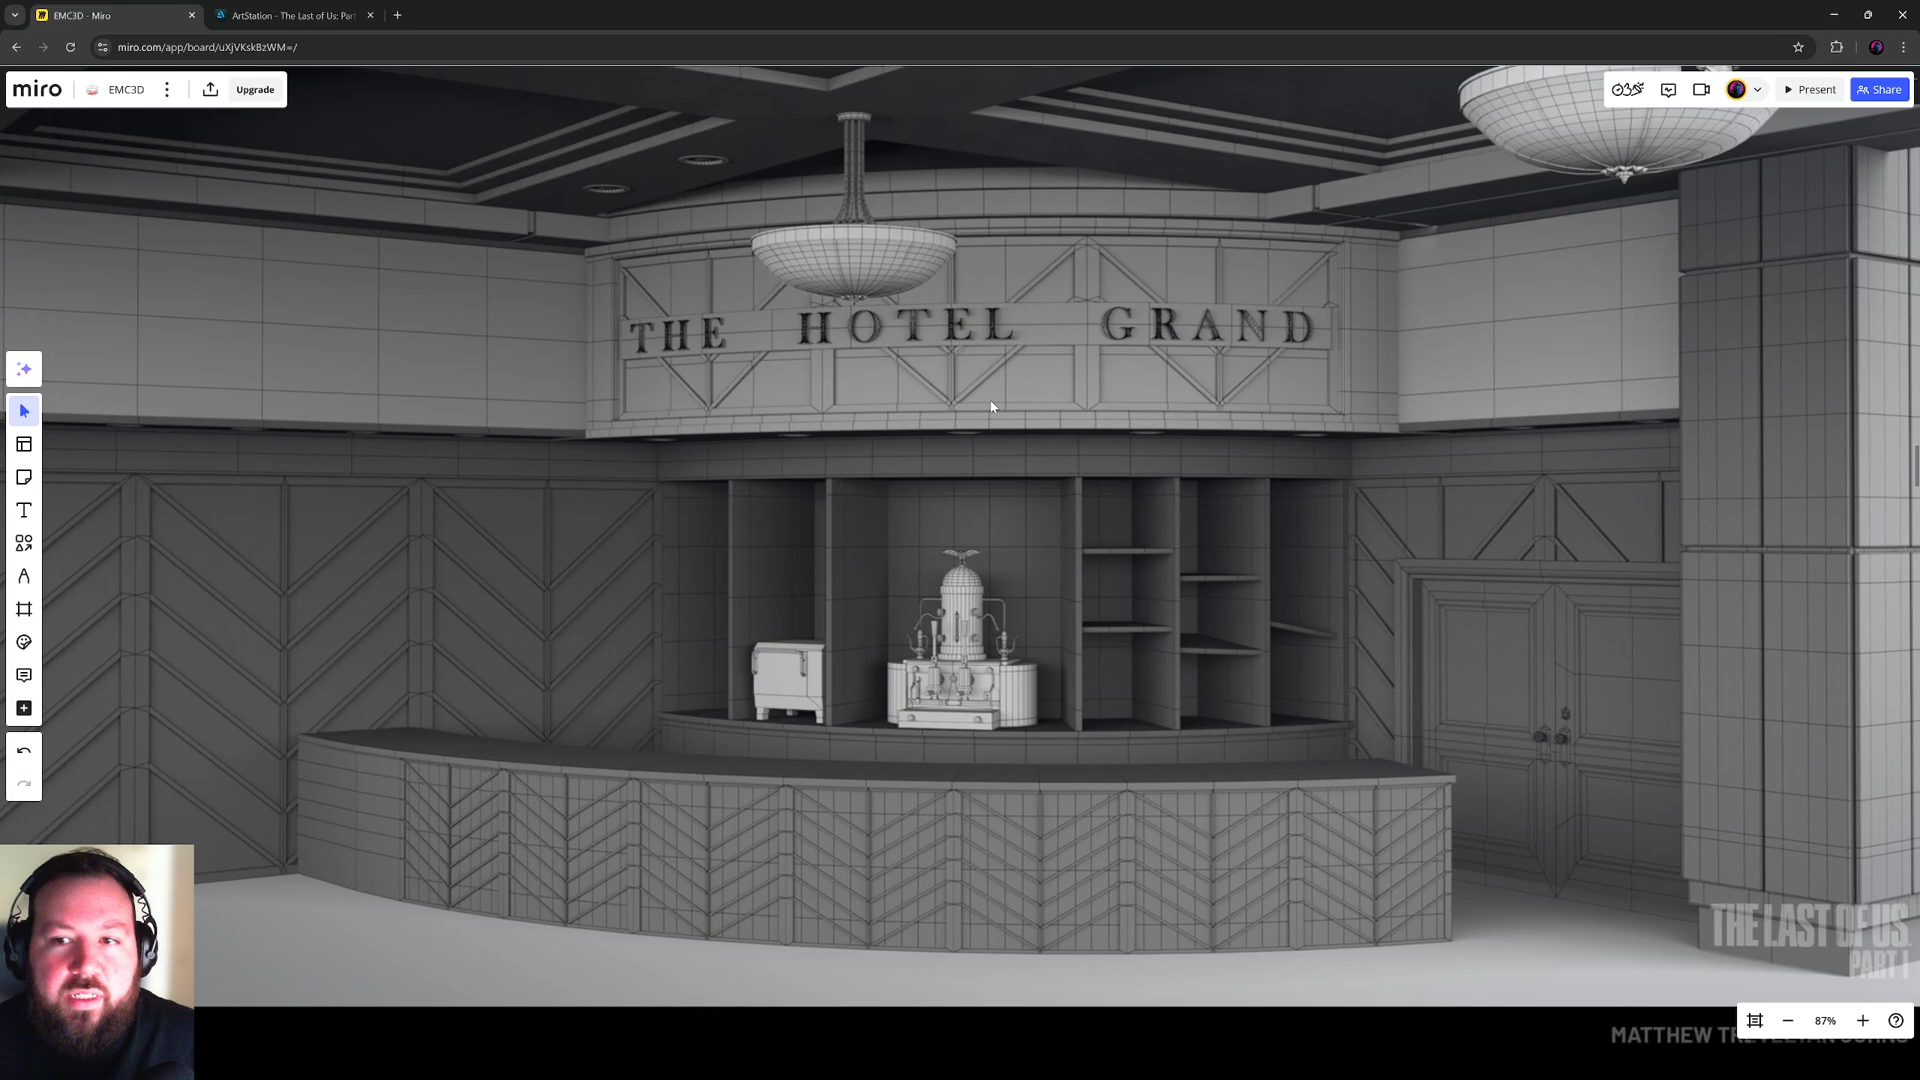 EMC3D - Miro
ArtStation - The Last of Us: Part
miro.com/app/board/uXjVKskBzWM=/
miro
EMC3D
Upgrade
Present
Share
THE HOTEL GRAND
THE LAST OF US
PART I
87%
MATTHEW